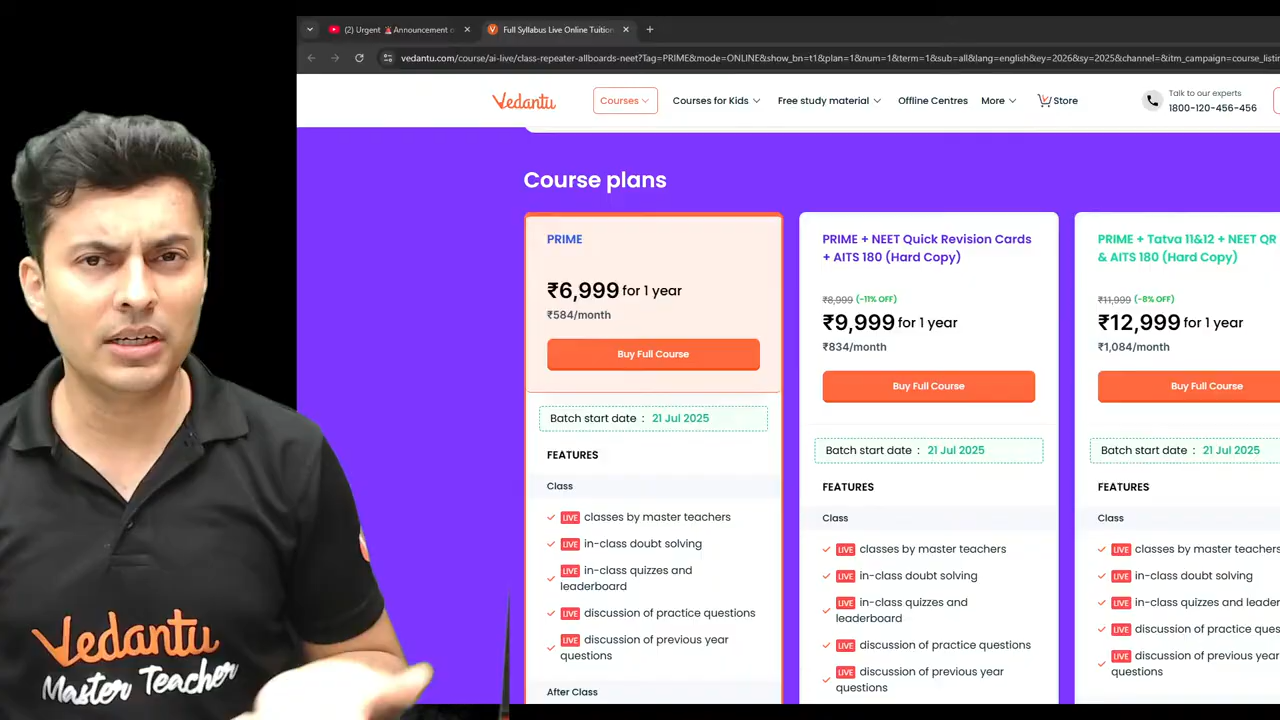 (2) Urgent 🚨Announcement o
Full Syllabus Live Online Tuition
vedantu.com/course/ai-live/class-repeater-allboards-neet?Tag=PRIME&mode=ONLINE&show_bn=t1&plan=1&num=1&term=1&sub=all&lang=english&ey=2026&sy=2025&channel=&itm_campaign=course_listin
Vedantu
Courses
Courses for Kids
Free study material
Offline Centres
More
Store
Talk to our experts
1800-120-456-456
Course plans
PRIME
₹6,999 for 1 year
₹584/month
Buy Full Course
Batch start date : 21 Jul 2025
FEATURES
Class
LIVE classes by master teachers
LIVE in-class doubt solving
LIVE in-class quizzes and
leaderboard
LIVE discussion of practice questions
LIVE discussion of previous year
questions
After Class
PRIME + NEET Quick Revision Cards
+ AITS 180 (Hard Copy)
₹8,999 (-11% OFF)
₹9,999 for 1 year
₹834/month
Buy Full Course
Batch start date : 21 Jul 2025
FEATURES
Class
LIVE classes by master teachers
LIVE in-class doubt solving
LIVE in-class quizzes and
leaderboard
LIVE discussion of practice questions
LIVE discussion of previous year
questions
PRIME + Tatva 11&12 + NEET QR
& AITS 180 (Hard Copy)
₹11,999 (-8% OFF)
₹12,999 for 1 year
₹1,084/month
Buy Full Course
Batch start date : 21 Jul 2025
FEATURES
Class
LIVE classes by master teachers
LIVE in-class doubt solving
LIVE in-class quizzes and leader
LIVE discussion of practice ques
LIVE discussion of previous year
questions
Vedantu
Master Teacher